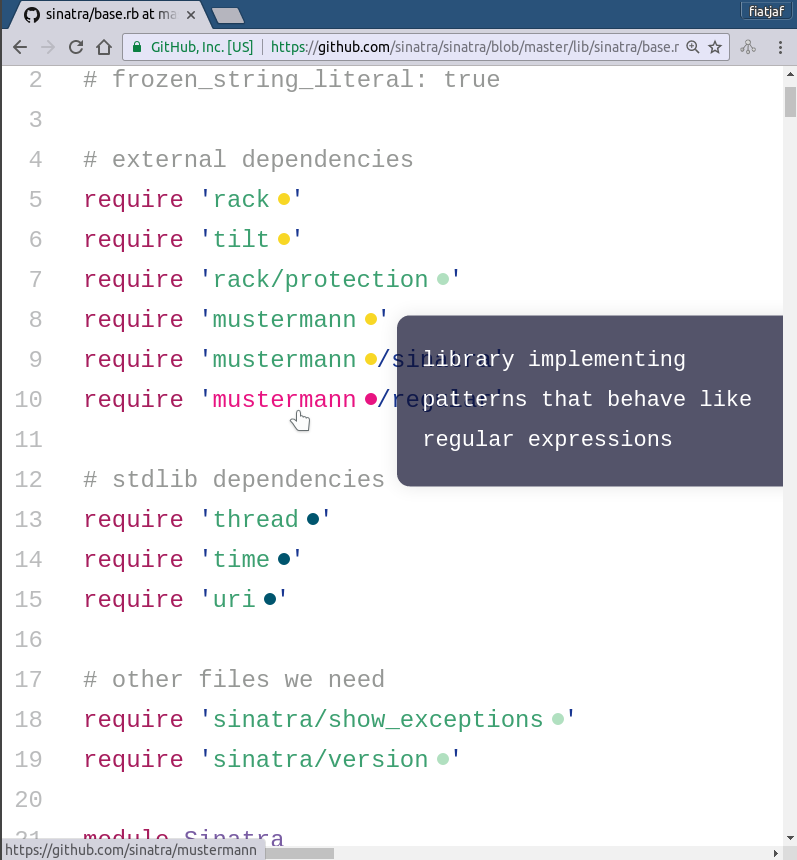 sinatra/base.rb at ma
fiatjaf
GitHub, Inc. [US] https://github.com/sinatra/sinatra/blob/master/lib/sinatra/base.r
2 # frozen_string_literal: true
3
4 # external dependencies
5 require 'rack'
6 require 'tilt'
7 require 'rack/protection'
8 require 'mustermann'
9 require 'mustermann/sinatra'
10 require 'mustermann/regular'
library implementing
patterns that behave like
regular expressions
11
12 # stdlib dependencies
13 require 'thread'
14 require 'time'
15 require 'uri'
16
17 # other files we need
18 require 'sinatra/show_exceptions'
19 require 'sinatra/version'
20
21 module Sinatra
https://github.com/sinatra/mustermann